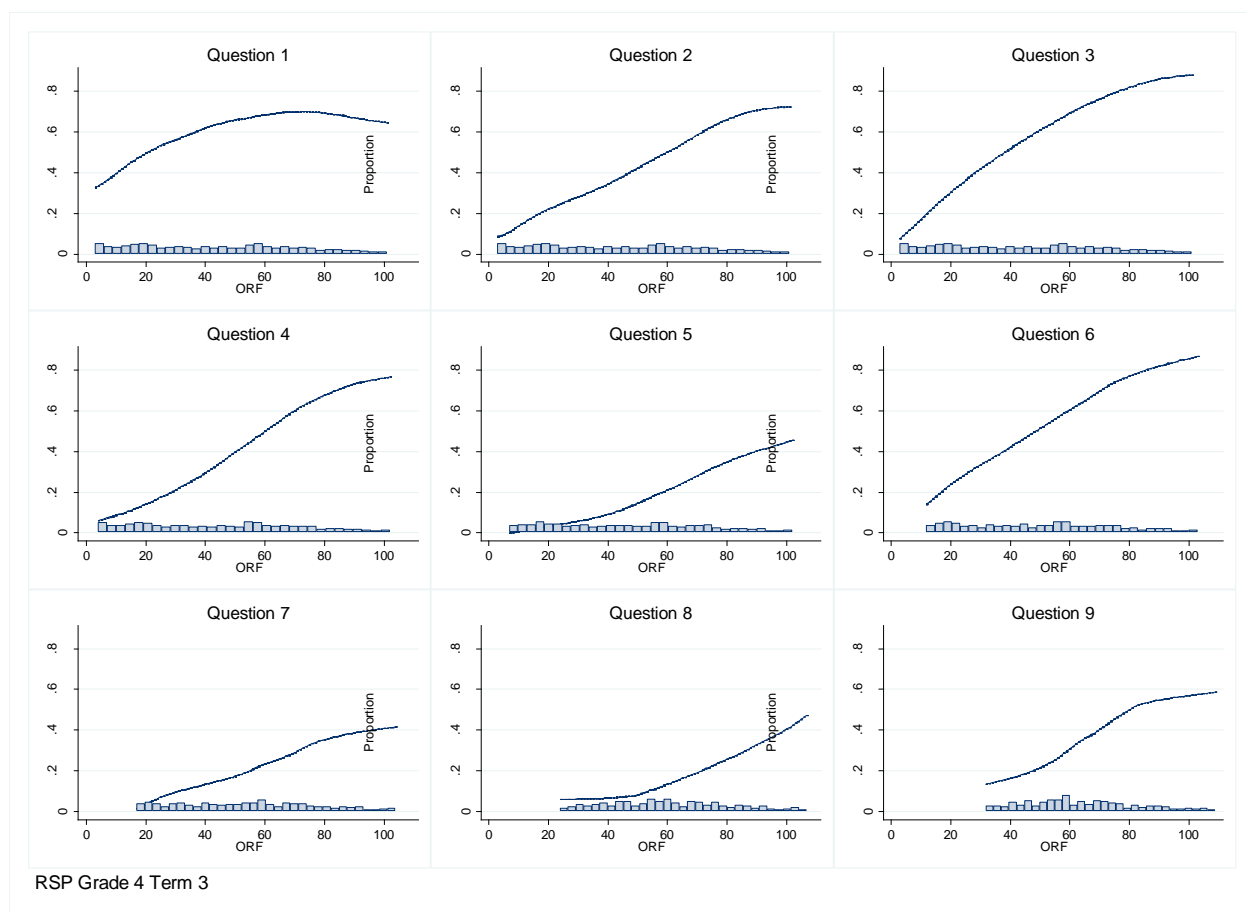 Question 1
.8
.6
.4
.2
0
Proportion
0 20 40 60 80 100
ORF
Question 2
.8
.6
.4
.2
0
Proportion
0 20 40 60 80 100
ORF
Question 3
.8
.6
.4
.2
0
0 20 40 60 80 100
ORF
Question 4
.8
.6
.4
.2
0
Proportion
0 20 40 60 80 100
ORF
Question 5
.8
.6
.4
.2
0
Proportion
0 20 40 60 80 100
ORF
Question 6
.8
.6
.4
.2
0
0 20 40 60 80 100
ORF
Question 7
.8
.6
.4
.2
0
Proportion
0 20 40 60 80 100
ORF
Question 8
.8
.6
.4
.2
0
Proportion
0 20 40 60 80 100
ORF
Question 9
.8
.6
.4
.2
0
0 20 40 60 80 100
ORF
RSP Grade 4 Term 3